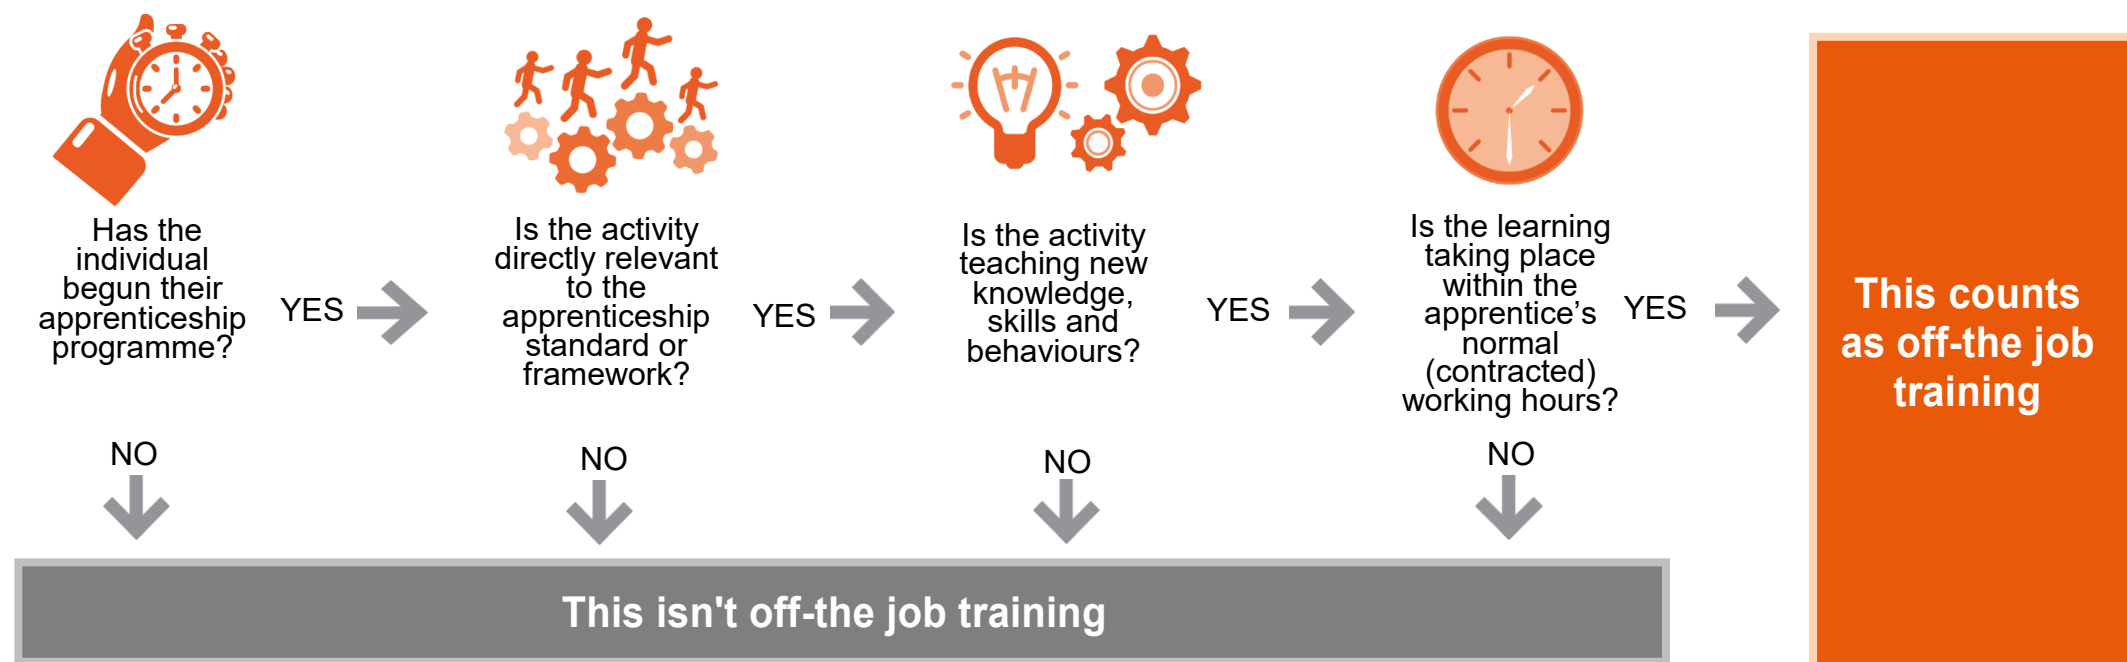 Has the
individual
begun their
apprenticeship
programme?
YES
Is the activity
directly relevant
to the
apprenticeship
standard or
framework?
YES
Is the activity
teaching new
knowledge,
skills and
behaviours?
YES
Is the learning
taking place
within the
apprentice’s
normal
(contracted)
working hours?
YES
This counts
as off-the job
training
NO
NO
NO
NO
This isn't off-the job training